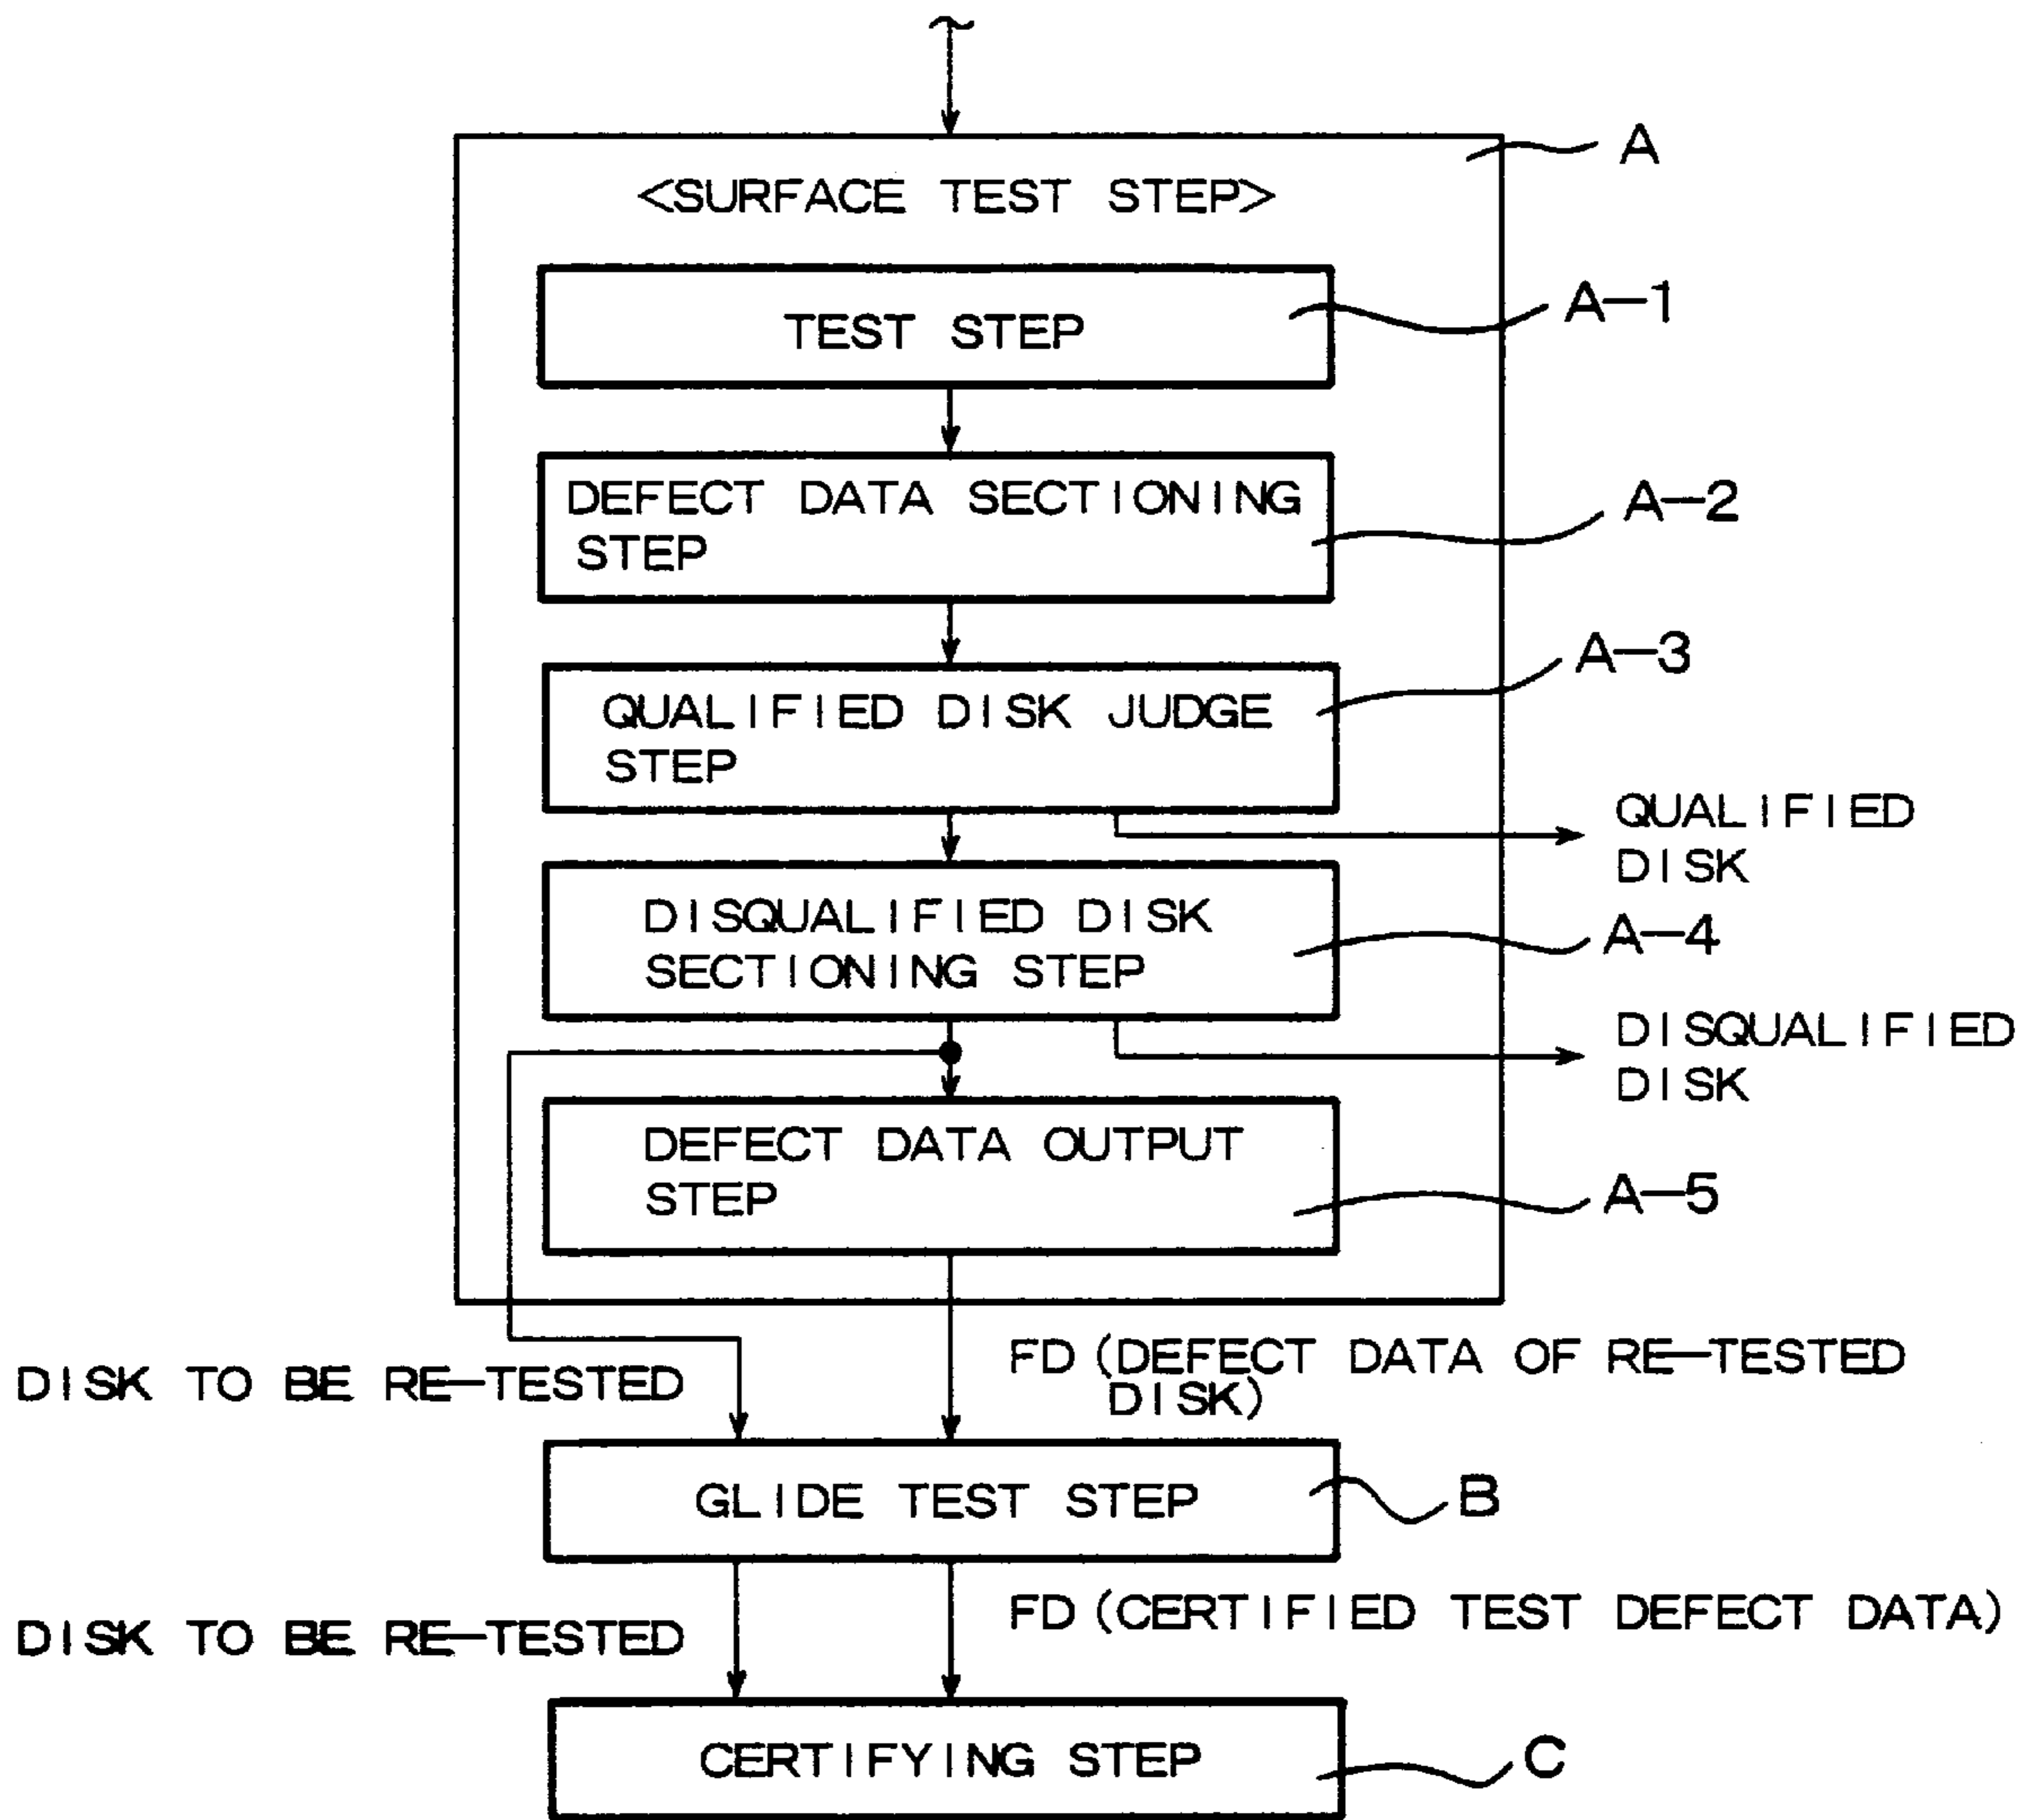 A
<SURFACE TEST STEP>
TEST STEP
A-1
DEFECT DATA SECTIONING
STEP
A-2
QUALIFIED DISK JUDGE
STEP
A-3
QUALIFIED
DISK
DISQUALIFIED DISK
SECTIONING STEP
A-4
DISQUALIFIED
DISK
DEFECT DATA OUTPUT
STEP
A-5
DISK TO BE RE-TESTED
FD (DEFECT DATA OF RE-TESTED
DISK)
GLIDE TEST STEP
B
DISK TO BE RE-TESTED
FD (CERTIFIED TEST DEFECT DATA)
CERTIFYING STEP
C